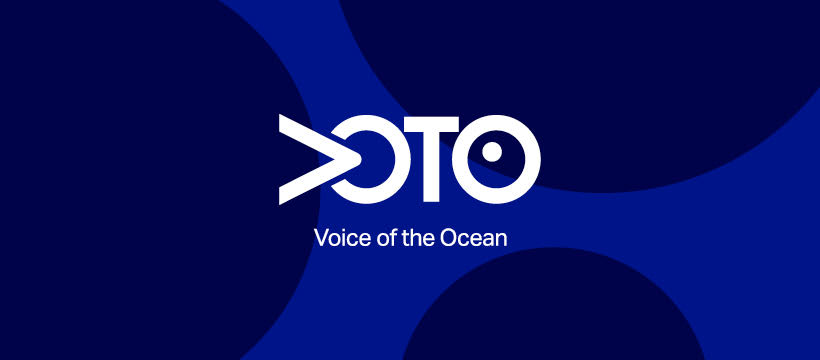 VOTO
Voice of the Ocean